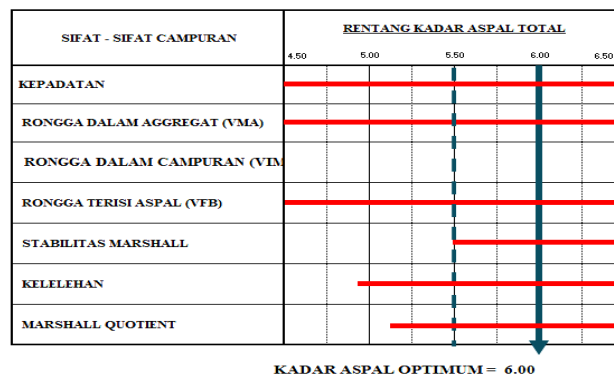 SIFAT - SIFAT CAMPURAN
RENTANG KADAR ASPAL TOTAL
4.50 5.00 5.50 6.00 6.50
KEPADATAN
RONGGA DALAM AGGREGAT (VMA)
RONGGA DALAM CAMPURAN (VIM
RONGGA TERISI ASPAL (VFB)
STABILITAS MARSHALL
KELELEHAN
MARSHALL QUOTIENT
KADAR ASPAL OPTIMUM = 6.00